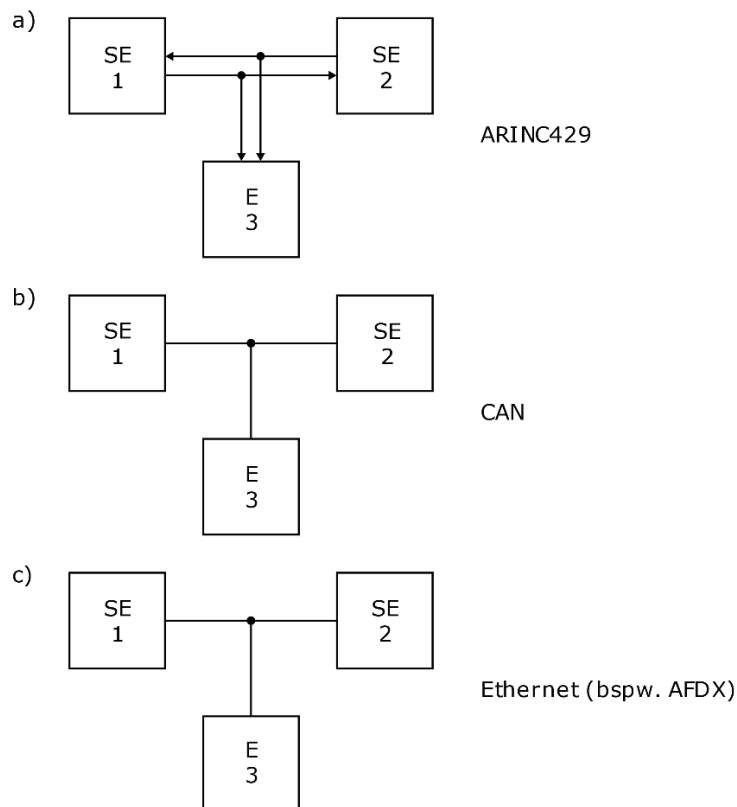 a)
SE
1
SE
2
ARINC429
E
3
b)
SE
1
SE
2
CAN
E
3
c)
SE
1
SE
2
Ethernet (bspw. AFDX)
E
3